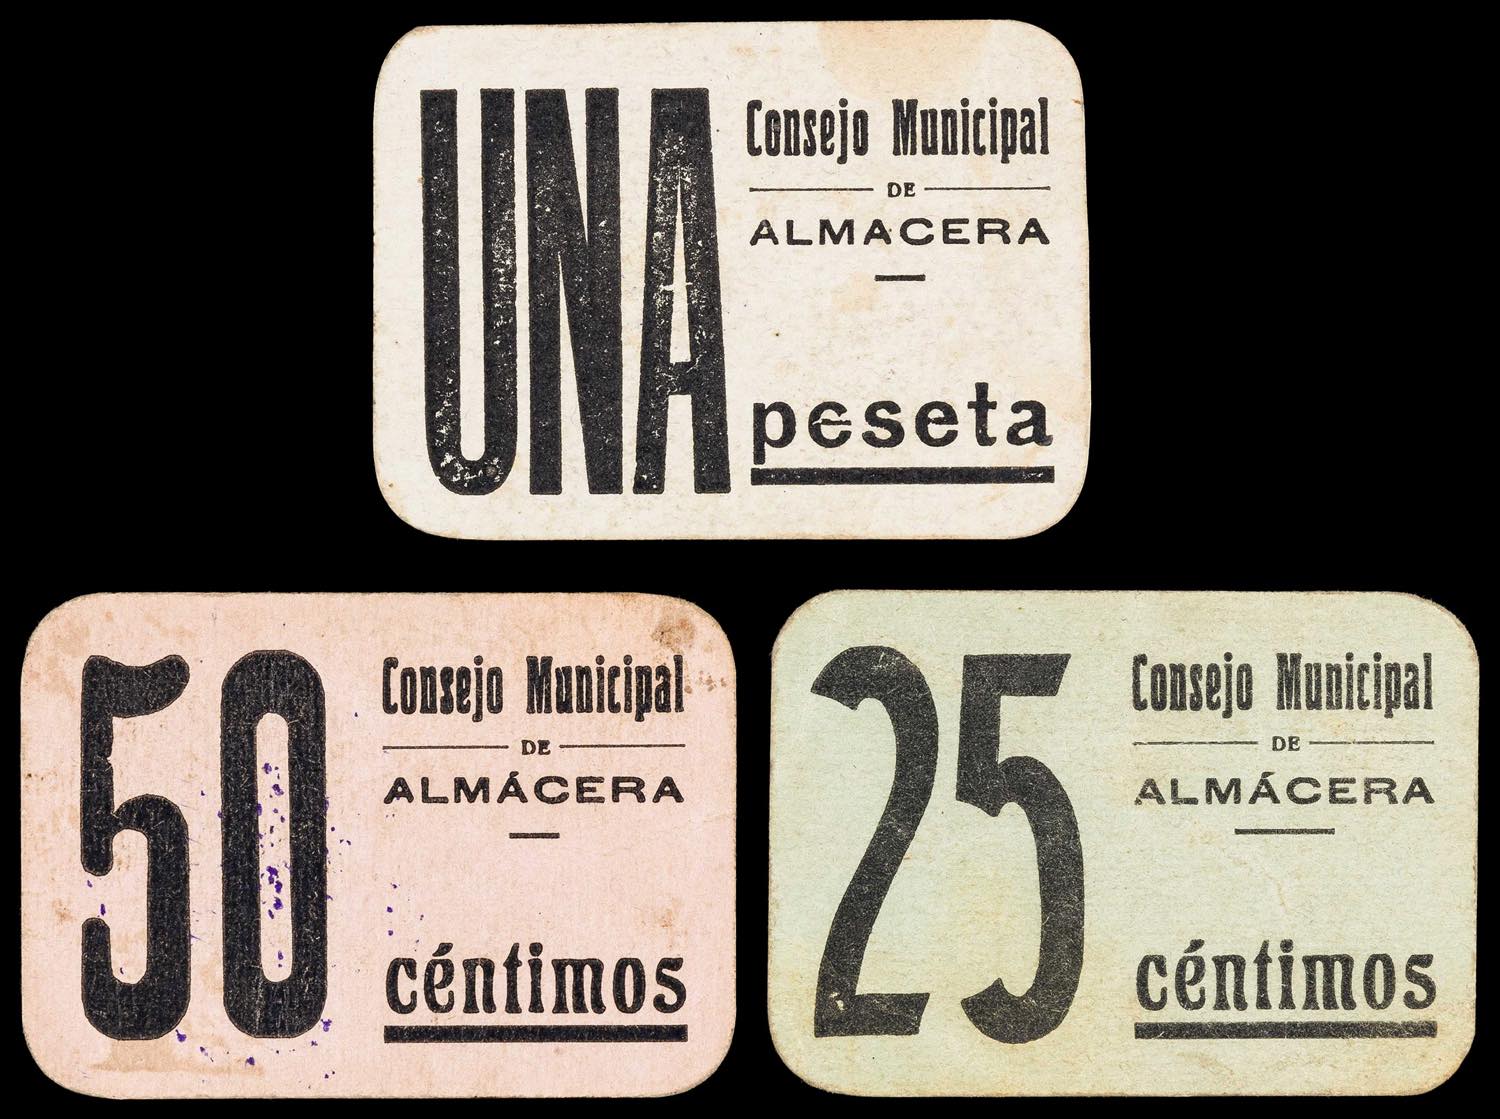 UNA
Consejo Municipal
DE
ALMACERA
peseta
50
Consejo Municipal
DE
ALMÁCERA
céntimos
25
Consejo Municipal
DE
ALMÁCERA
céntimos